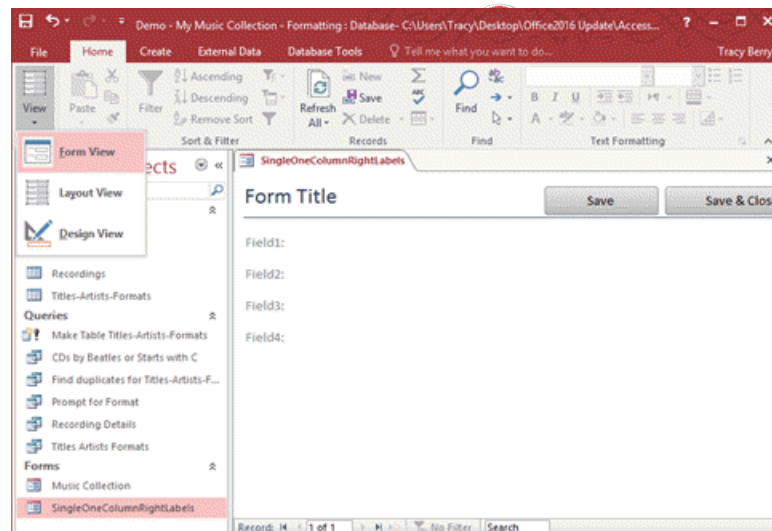 Demo - My Music Collection - Formatting : Database- C:\Users\Tracy\Desktop\Office2016 Update\Access... ?
File Home Create External Data Database Tools Tell me what you want to do... Tracy Berry
View Paste Filter Ascending Descending Remove Sort Refresh All New Save Delete Find B I U A
Sort & Filter Records Find Text Formatting
Form View
Layout View
Design View
ects «
SingleOneColumnRightLabels
Form Title Save Save & Clos
Field1:
Field2:
Field3:
Field4:
Recordings
Titles-Artists-Formats
Queries
Make Table Titles-Artists-Formats
CDs by Beatles or Starts with C
Find duplicates for Titles-Artists-F...
Prompt for Format
Recording Details
Titles Artists Formats
Forms
Music Collection
SingleOneColumnRightLabels
Record: 1 of 1 No Filter Search